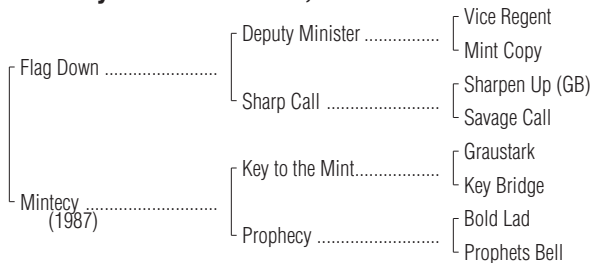 Vice Regent
Deputy Minister ................
Mint Copy
Flag Down ........................
Sharpen Up (GB)
Sharp Call ........................
Savage Call
Graustark
Key to the Mint..................
Key Bridge
Mintecy ............................
(1987)
Bold Lad
Prophecy ..........................
Prophets Bell